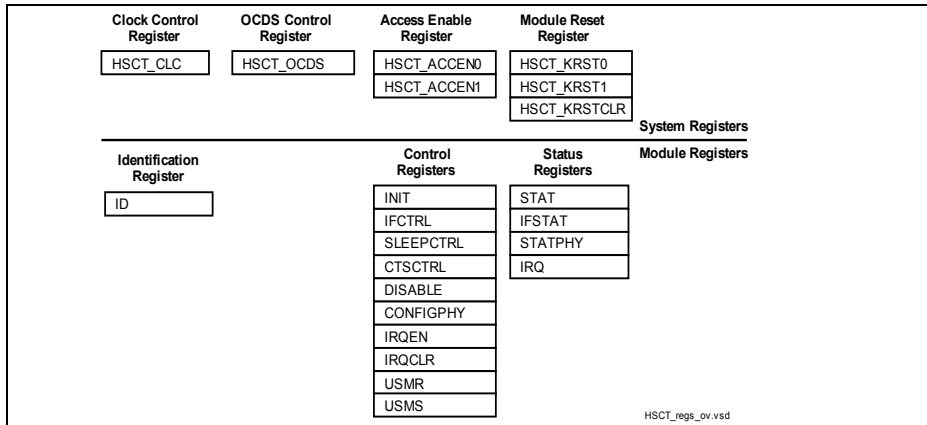 Clock Control
Register
HSCT_CLC
OCDS Control
Register
HSCT_OCDS
Access Enable
Register
HSCT_ACCEN0
HSCT_ACCEN1
Module Reset
Register
HSCT_KRST0
HSCT_KRST1
HSCT_KRSTCLR
System Registers
Module Registers
Identification
Register
ID
Control
Registers
INIT
IFCTRL
SLEEPCTRL
CTSCTRL
DISABLE
CONFIGPHY
IRQEN
IRQCLR
USMR
USMS
Status
Registers
STAT
IFSTAT
STATPHY
IRQ
HSCT_regs_ov.vsd